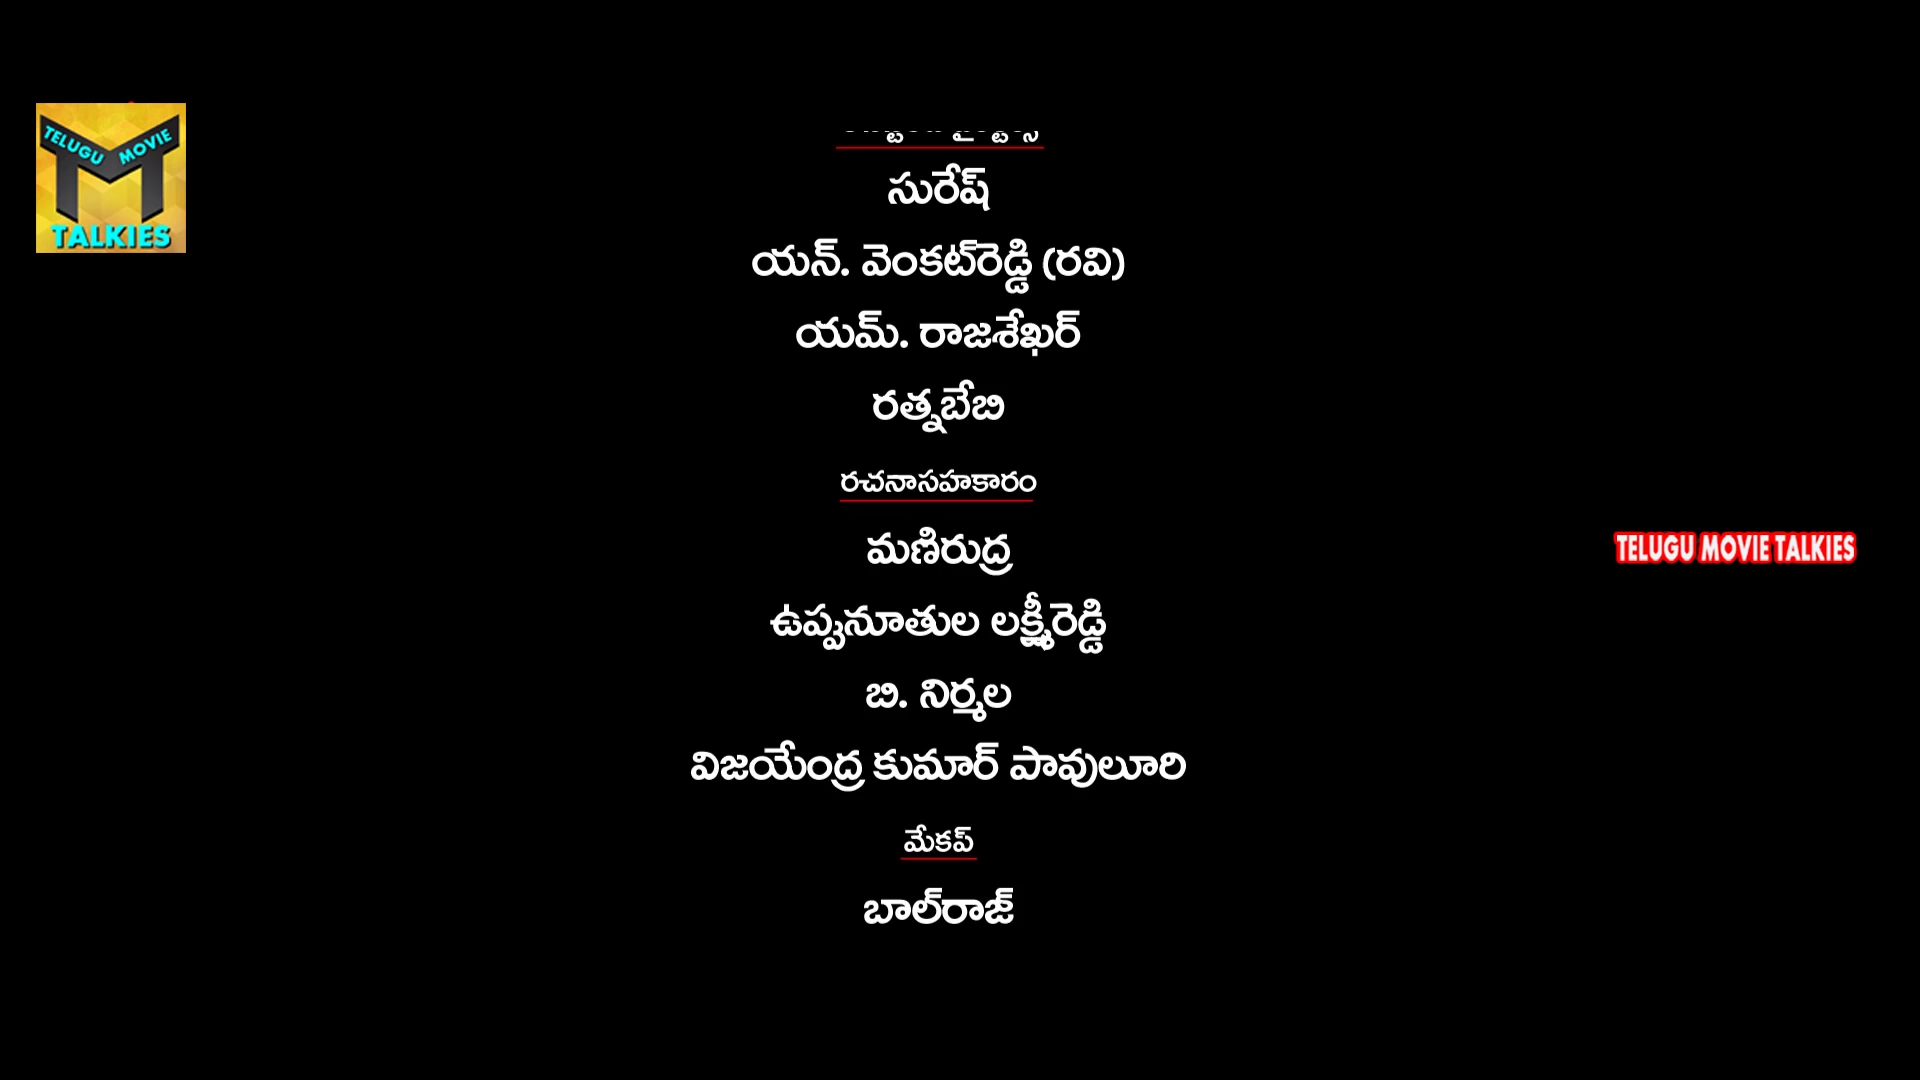 TELUGU MOVIE
TALKIES
సురేష్
యన్. వెంకట్‌రెడ్డి (రవి)
యమ్. రాజశేఖర్
రత్నబేబి
రచనాసహకారం
మణిరుద్ర
ఉప్పనూతుల లక్ష్మీరెడ్డి
బి. నిర్మల
విజయేంద్ర కుమార్ పావులూరి
మేకప్
బాల్‌రాజ్
TELUGU MOVIE TALKIES